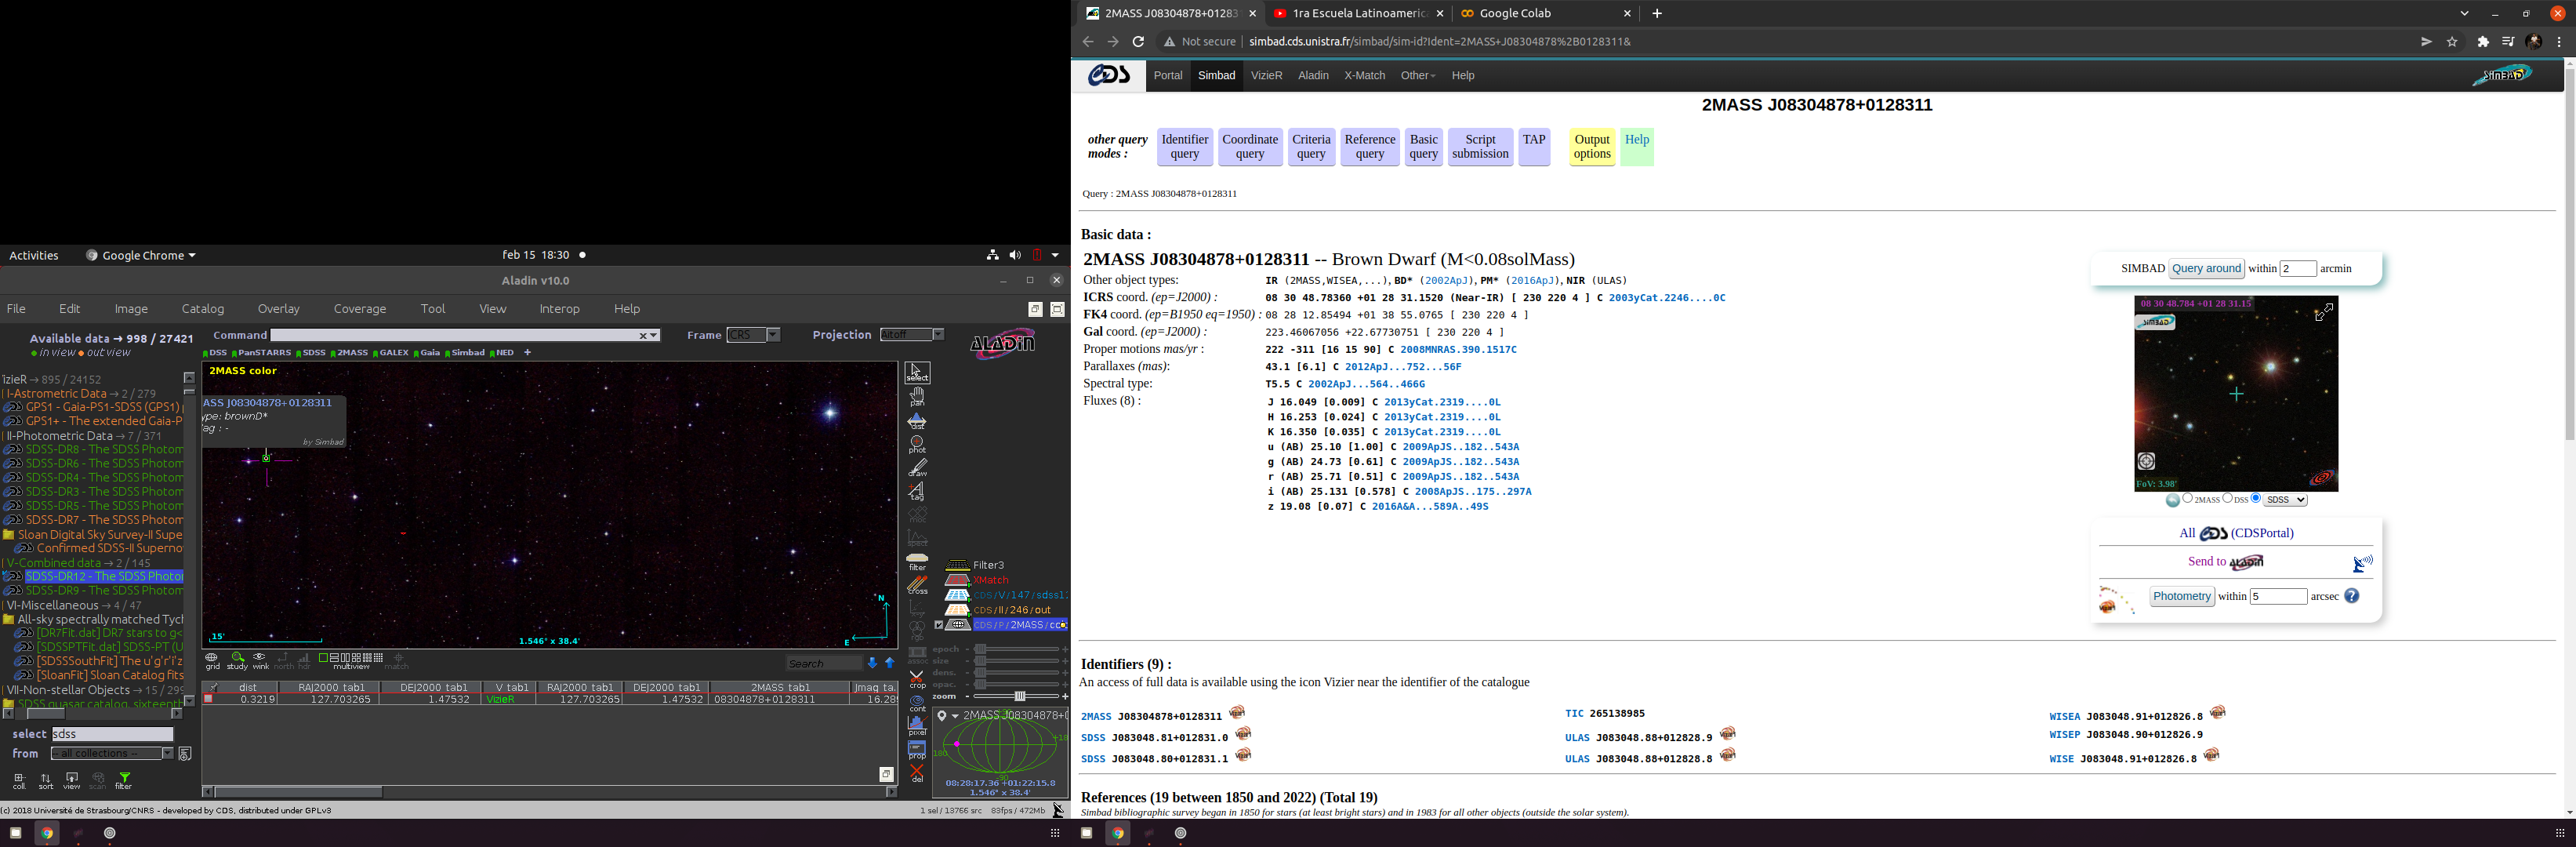 Activities
Google Chrome
feb 15 18:30
Aladin v10.0
File Edit Image Catalog Overlay Coverage Tool View Interop Help
Available data → 998 / 27421
in view out view
Command
Frame ICRS
Projection Aitoff
DSS PanSTARRS SDSS 2MASS GALEX Gaia Simbad NED +
ALADIN
izieR → 895 / 24152
I-Astrometric Data → 2 / 279
GPS1 - Gaia-PS1-SDSS (GPS1)
GPS1+ - The extended Gaia-P
II-Photometric Data → 7 / 371
SDSS-DR8 - The SDSS Photom
SDSS-DR6 - The SDSS Photom
SDSS-DR4 - The SDSS Photom
SDSS-DR3 - The SDSS Photom
SDSS-DR5 - The SDSS Photom
SDSS-DR7 - The SDSS Photom
Sloan Digital Sky Survey-II Supe
Confirmed SDSS-II Superno
V-Combined data → 2 / 145
SDSS-DR12 - The SDSS Photo
SDSS-DR9 - The SDSS Photom
VI-Miscellaneous → 4 / 47
All-sky spectrally matched Tych
[DR7Fit.dat] DR7 stars to g<
[SDSSPTFit.dat] SDSS-PT (U
[SDSSSouthFit] The u'g'r'i'z
[SloanFit] Sloan Catalog fits
VII-Non-stellar Objects → 15 / 299
SDSS quasar catalog, sixteenth
select sdss
from -- all collections --
coll. sort view scan filter
2MASS color
ASS J08304878+0128311
ype: brownD*
ag : -
by Simbad
15'
1.546° x 38.4'
N
E
select
pan
dist
phot
draw
tag
moc
spect
filter
cross
rgb
assoc
crop
cont
pixel
prop
del
Filter3
XMatch
CDS/V/147/sdss1
CDS/II/246/out
CDS/P/2MASS/co
epoch
size
dens.
opac.
zoom
grid study wink north hdr multiview match
Search
dist RAJ2000_tab1 DEJ2000_tab1 V_tab1 RAJ2000_tab1 DEJ2000_tab1 2MASS_tab1 Jmag_ta
0.3219 127.703265 1.47532 VizieR 127.703265 1.47532 08304878+0128311 16.28
2MASS J08304878+0
+90
180
+18
-90
08:28:17.36 +01:22:15.8
1.546° x 38.4'
(c) 2018 Université de Strasbourg/CNRS - developed by CDS, distributed under GPLv3
1 sel / 13766 src 83fps / 472Mb
2MASS J08304878+01283
1ra Escuela Latinoameric
Google Colab
Not secure | simbad.cds.unistra.fr/simbad/sim-id?Ident=2MASS+J08304878%2B0128311&
CDS Portal Simbad VizieR Aladin X-Match Other Help
2MASS J08304878+0128311
other query modes :
Identifier query
Coordinate query
Criteria query
Reference query
Basic query
Script submission
TAP
Output options
Help
Query : 2MASS J08304878+0128311
Basic data :
2MASS J08304878+0128311 -- Brown Dwarf (M<0.08solMass)
Other object types: IR (2MASS,WISEA,...), BD* (2002ApJ), PM* (2016ApJ), NIR (ULAS)
ICRS coord. (ep=J2000) : 08 30 48.78360 +01 28 31.1520 (Near-IR) [ 230 220 4 ] C 2003yCat.2246....0C
FK4 coord. (ep=B1950 eq=1950) : 08 28 12.85494 +01 38 55.0765 [ 230 220 4 ]
Gal coord. (ep=J2000) : 223.46067056 +22.67730751 [ 230 220 4 ]
Proper motions mas/yr : 222 -311 [16 15 90] C 2008MNRAS.390.1517C
Parallaxes (mas): 43.1 [6.1] C 2012ApJ...752...56F
Spectral type: T5.5 C 2002ApJ...564..466G
Fluxes (8) : J 16.049 [0.009] C 2013yCat.2319....0L
H 16.253 [0.024] C 2013yCat.2319....0L
K 16.350 [0.035] C 2013yCat.2319....0L
u (AB) 25.10 [1.00] C 2009ApJS..182..543A
g (AB) 24.73 [0.61] C 2009ApJS..182..543A
r (AB) 25.71 [0.51] C 2009ApJS..182..543A
i (AB) 25.131 [0.578] C 2008ApJS..175..297A
z 19.08 [0.07] C 2016A&A...589A..49S
SIMBAD Query around within 2 arcmin
08 30 48.784 +01 28 31.15
FoV: 3.98'
2MASS DSS SDSS
All CDS (CDSPortal)
Send to ALADIN
Photometry within 5 arcsec
Identifiers (9) :
An access of full data is available using the icon Vizier near the identifier of the catalogue
2MASS J08304878+0128311
TIC 265138985
WISEA J083048.91+012826.8
SDSS J083048.81+012831.0
ULAS J083048.88+012828.9
WISEP J083048.90+012826.9
SDSS J083048.80+012831.1
ULAS J083048.88+012828.8
WISE J083048.91+012826.8
References (19 between 1850 and 2022) (Total 19)
Simbad bibliographic survey began in 1850 for stars (at least bright stars) and in 1983 for all other objects (outside the solar system).